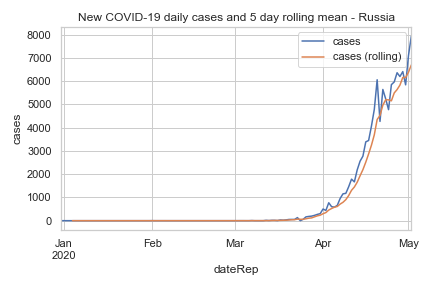 New COVID-19 daily cases and 5 day rolling mean - Russia
cases
cases (rolling)
8000
7000
6000
5000
4000
3000
2000
1000
0
cases
Jan Feb Mar Apr May
2020
dateRep